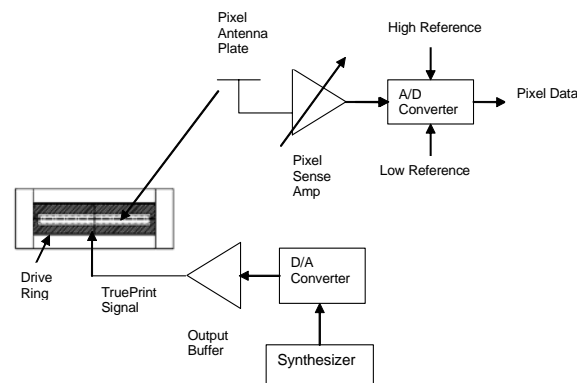 Pixel
Antenna
Plate
High Reference
A/D
Converter
Pixel Data
Pixel
Sense
Amp
Low Reference
Drive
Ring
TruePrint
Signal
D/A
Converter
Output
Buffer
Synthesizer